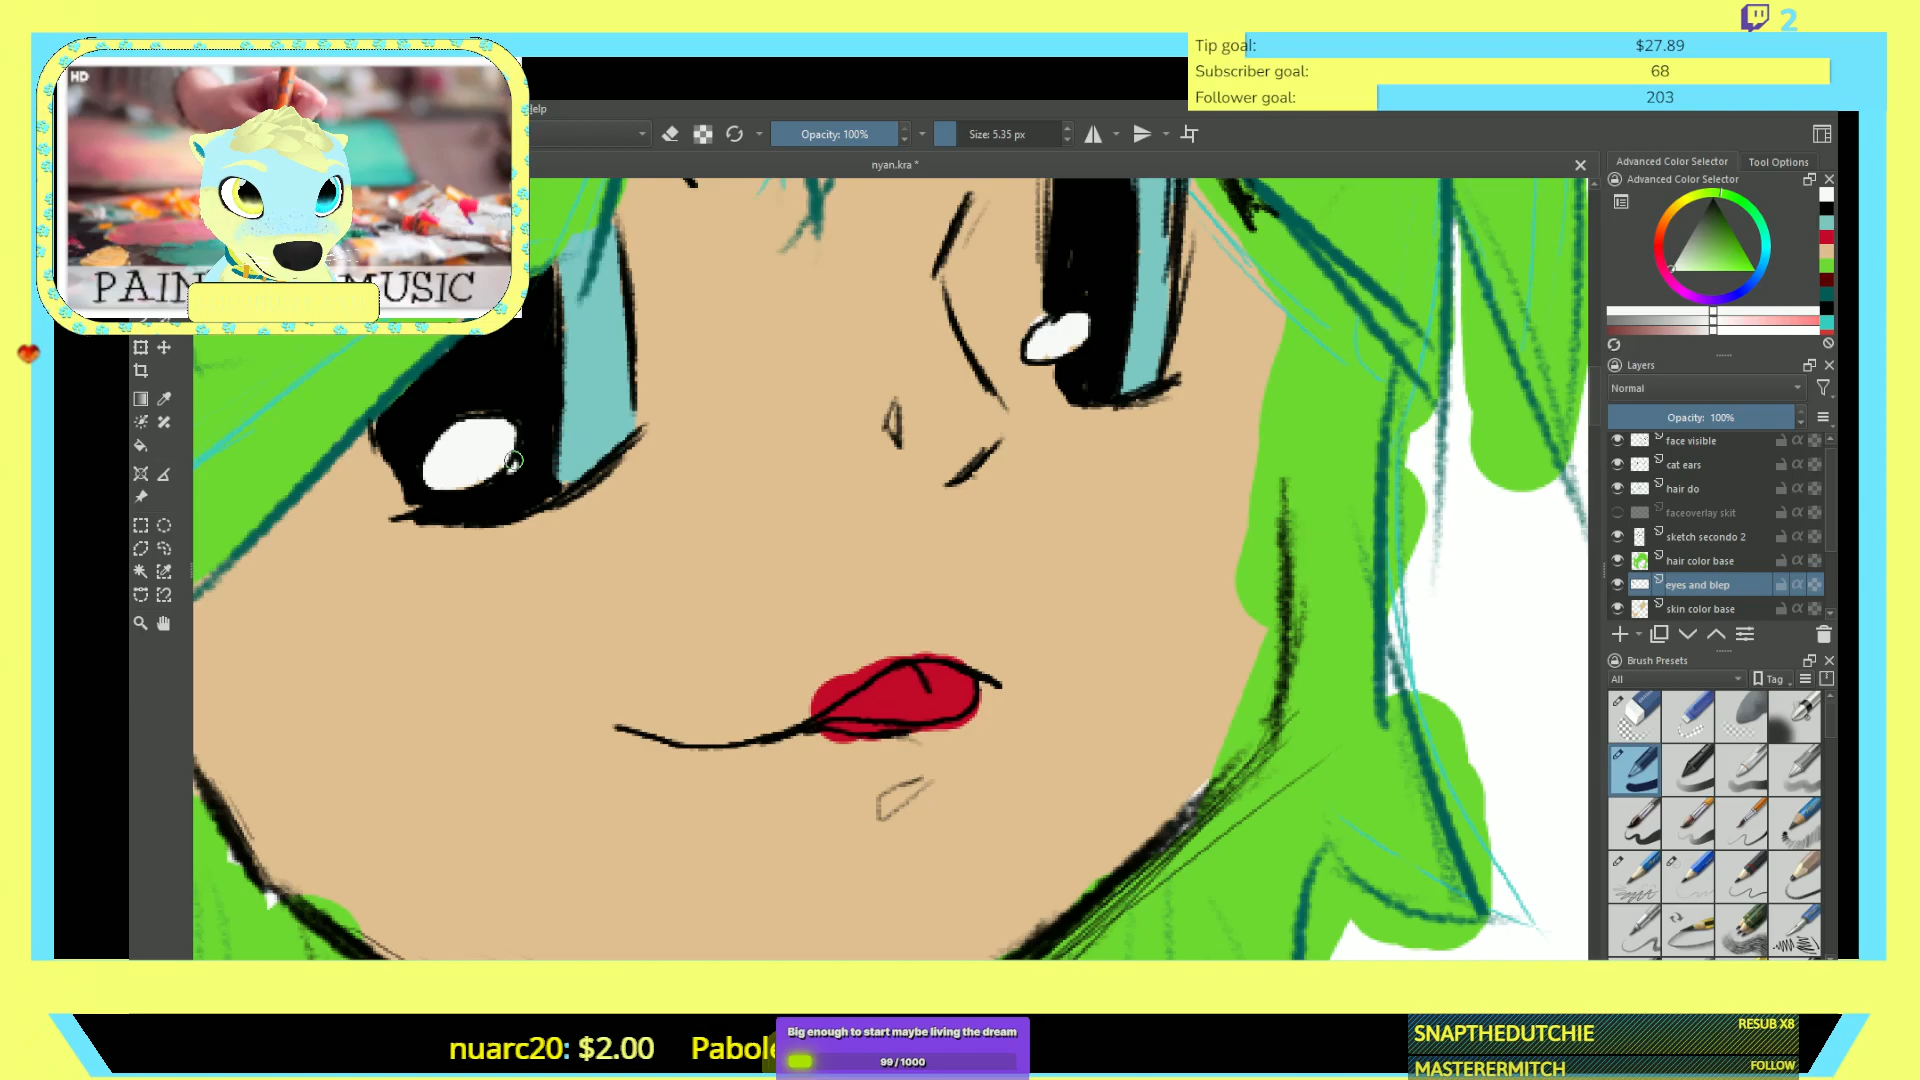 2
Tip goal: $27.89
Subscriber goal: 68
Follower goal: 203
HD
elp
Opacity: 100%
Size: 5.35 px
nyan.kra *
Advanced Color Selector
Tool Options
Advanced Color Selector
PAIN MUSIC
Layers
Normal
Opacity: 100%
face visible
cat ears
hair do
faceoverlay skit
sketch secondo 2
hair color base
eyes and blep
skin color base
Brush Presets
All
Tag
nuarc20: $2.00
Pabol
Big enough to start maybe living the dream
99 / 1000
SNAPTHEDUTCHIE RESUB X8
MASTERERMITCH FOLLOW